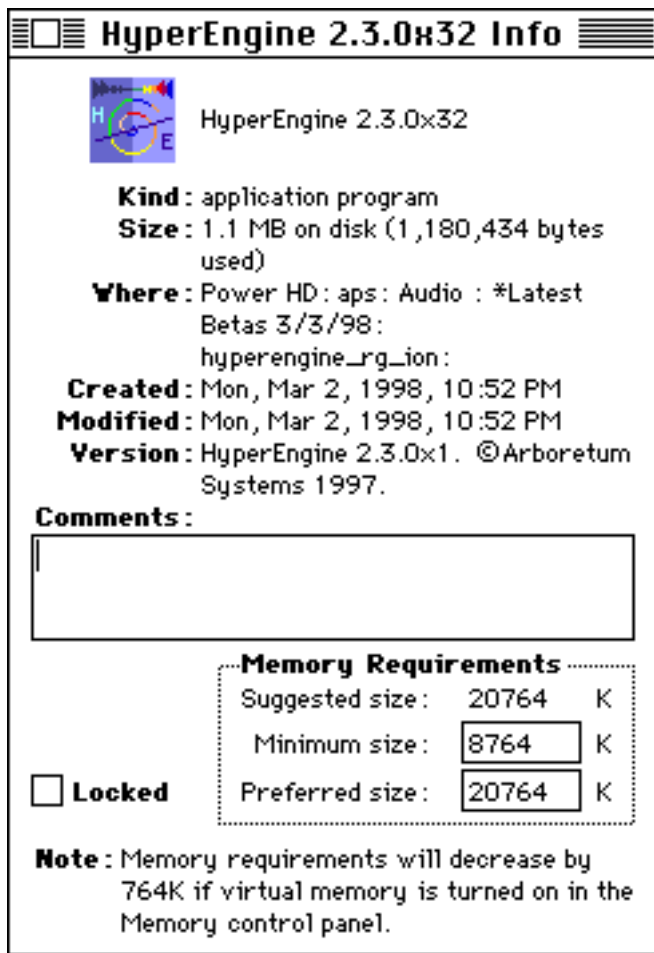 HyperEngine 2.3.0x32 Info
H
E
HyperEngine 2.3.0x32
Kind: application program
Size: 1.1 MB on disk (1,180,434 bytes
used)
Where: Power HD: aps: Audio : *Latest
Betas 3/3/98:
hyperengine_rg_ion:
Created: Mon, Mar 2, 1998, 10:52 PM
Modified: Mon, Mar 2, 1998, 10:52 PM
Version: HyperEngine 2.3.0x1. ©Arboretum
Systems 1997.
Comments:
Memory Requirements
Suggested size: 20764 K
Minimum size: 8764 K
Locked
Preferred size: 20764 K
Note: Memory requirements will decrease by
764K if virtual memory is turned on in the
Memory control panel.